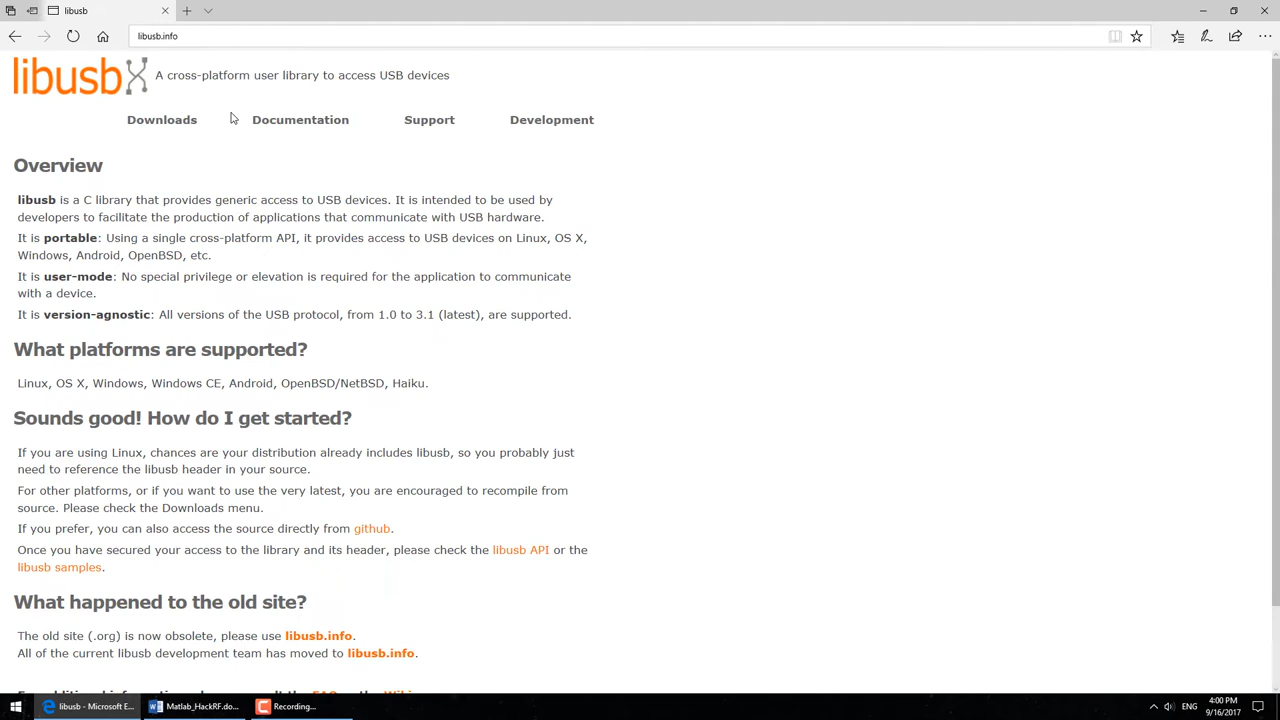 libusb
libusb.info
libusbX A cross-platform user library to access USB devices
Downloads Documentation Support Development
Overview
libusb is a C library that provides generic access to USB devices. It is intended to be used by
developers to facilitate the production of applications that communicate with USB hardware.
It is portable: Using a single cross-platform API, it provides access to USB devices on Linux, OS X,
Windows, Android, OpenBSD, etc.
It is user-mode: No special privilege or elevation is required for the application to communicate
with a device.
It is version-agnostic: All versions of the USB protocol, from 1.0 to 3.1 (latest), are supported.
What platforms are supported?
Linux, OS X, Windows, Windows CE, Android, OpenBSD/NetBSD, Haiku.
Sounds good! How do I get started?
If you are using Linux, chances are your distribution already includes libusb, so you probably just
need to reference the libusb header in your source.
For other platforms, or if you want to use the very latest, you are encouraged to recompile from
source. Please check the Downloads menu.
If you prefer, you can also access the source directly from github.
Once you have secured your access to the library and its header, please check the libusb API or the
libusb samples.
What happened to the old site?
The old site (.org) is now obsolete, please use libusb.info.
All of the current libusb development team has moved to libusb.info.
libusb - Microsoft E... Matlab_HackRF.do... Recording... ENG 4:00 PM
9/16/2017